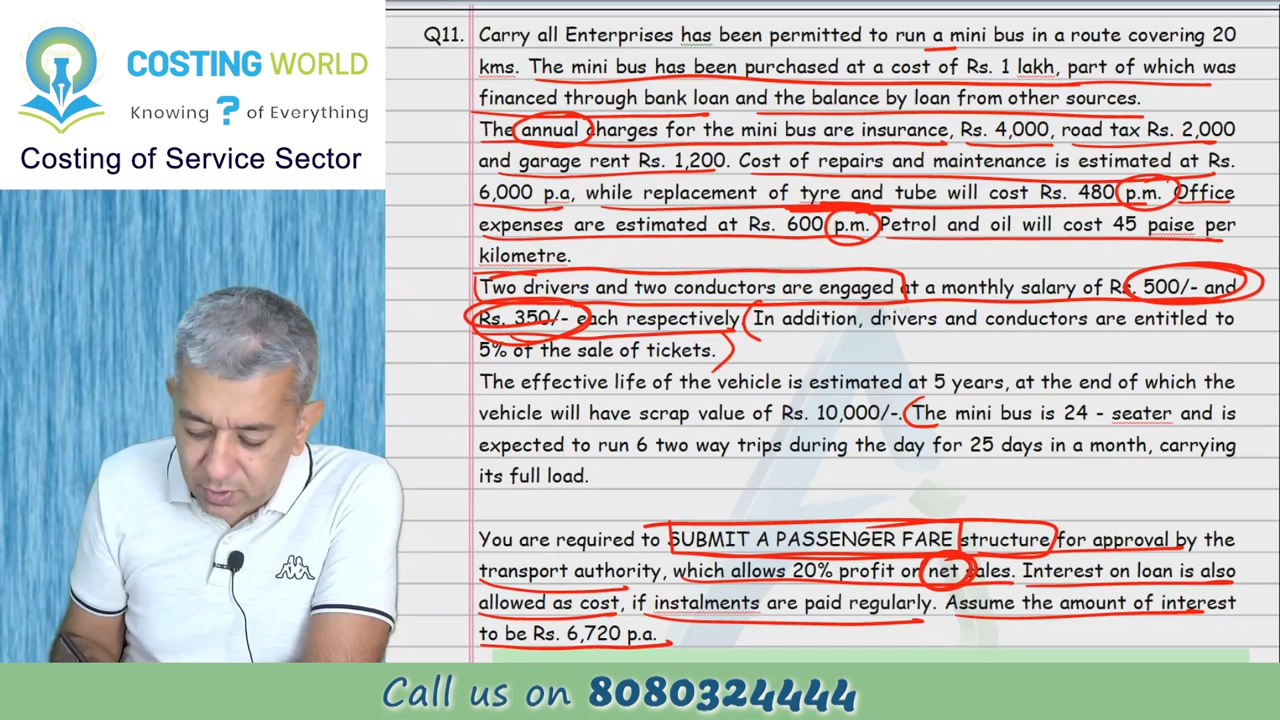 COSTING WORLD
Knowing ? of Everything
Costing of Service Sector
Q11. Carry all Enterprises has been permitted to run a mini bus in a route covering 20
kms. The mini bus has been purchased at a cost of Rs. 1 lakh, part of which was
financed through bank loan and the balance by loan from other sources.
The annual charges for the mini bus are insurance, Rs. 4,000, road tax Rs. 2,000
and garage rent Rs. 1,200. Cost of repairs and maintenance is estimated at Rs.
6,000 p.a, while replacement of tyre and tube will cost Rs. 480 p.m. Office
expenses are estimated at Rs. 600 p.m. Petrol and oil will cost 45 paise per
kilometre.
Two drivers and two conductors are engaged at a monthly salary of Rs. 500/- and
Rs. 350/- each respectively. In addition, drivers and conductors are entitled to
5% of the sale of tickets.
The effective life of the vehicle is estimated at 5 years, at the end of which the
vehicle will have scrap value of Rs. 10,000/-. The mini bus is 24 - seater and is
expected to run 6 two way trips during the day for 25 days in a month, carrying
its full load.
You are required to SUBMIT A PASSENGER FARE structure for approval by the
transport authority, which allows 20% profit on net sales. Interest on loan is also
allowed as cost, if instalments are paid regularly. Assume the amount of interest
to be Rs. 6,720 p.a.
Call us on 8080324444